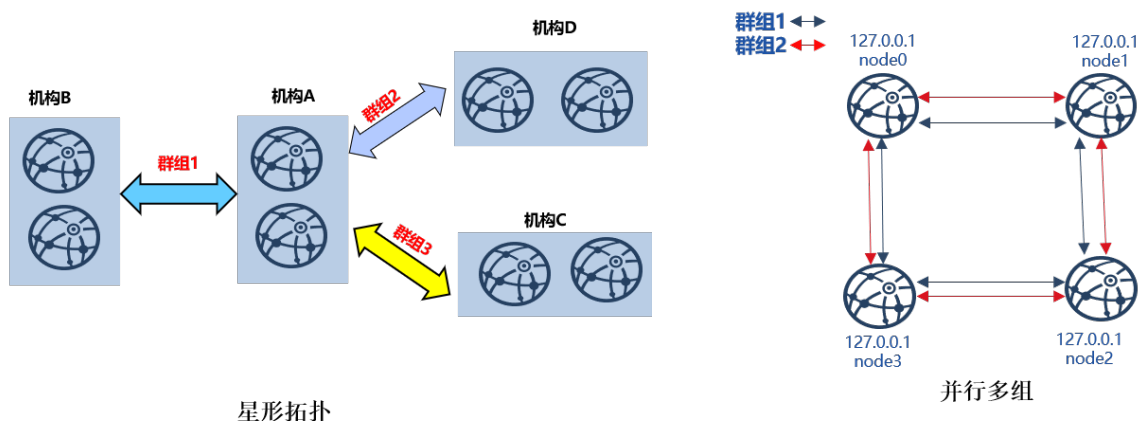 机构D
机构B
机构A
群组2
群组1
群组3
机构C
星形拓扑
群组1
群组2
127.0.0.1
node0
127.0.0.1
node1
127.0.0.1
node3
127.0.0.1
node2
并行多组